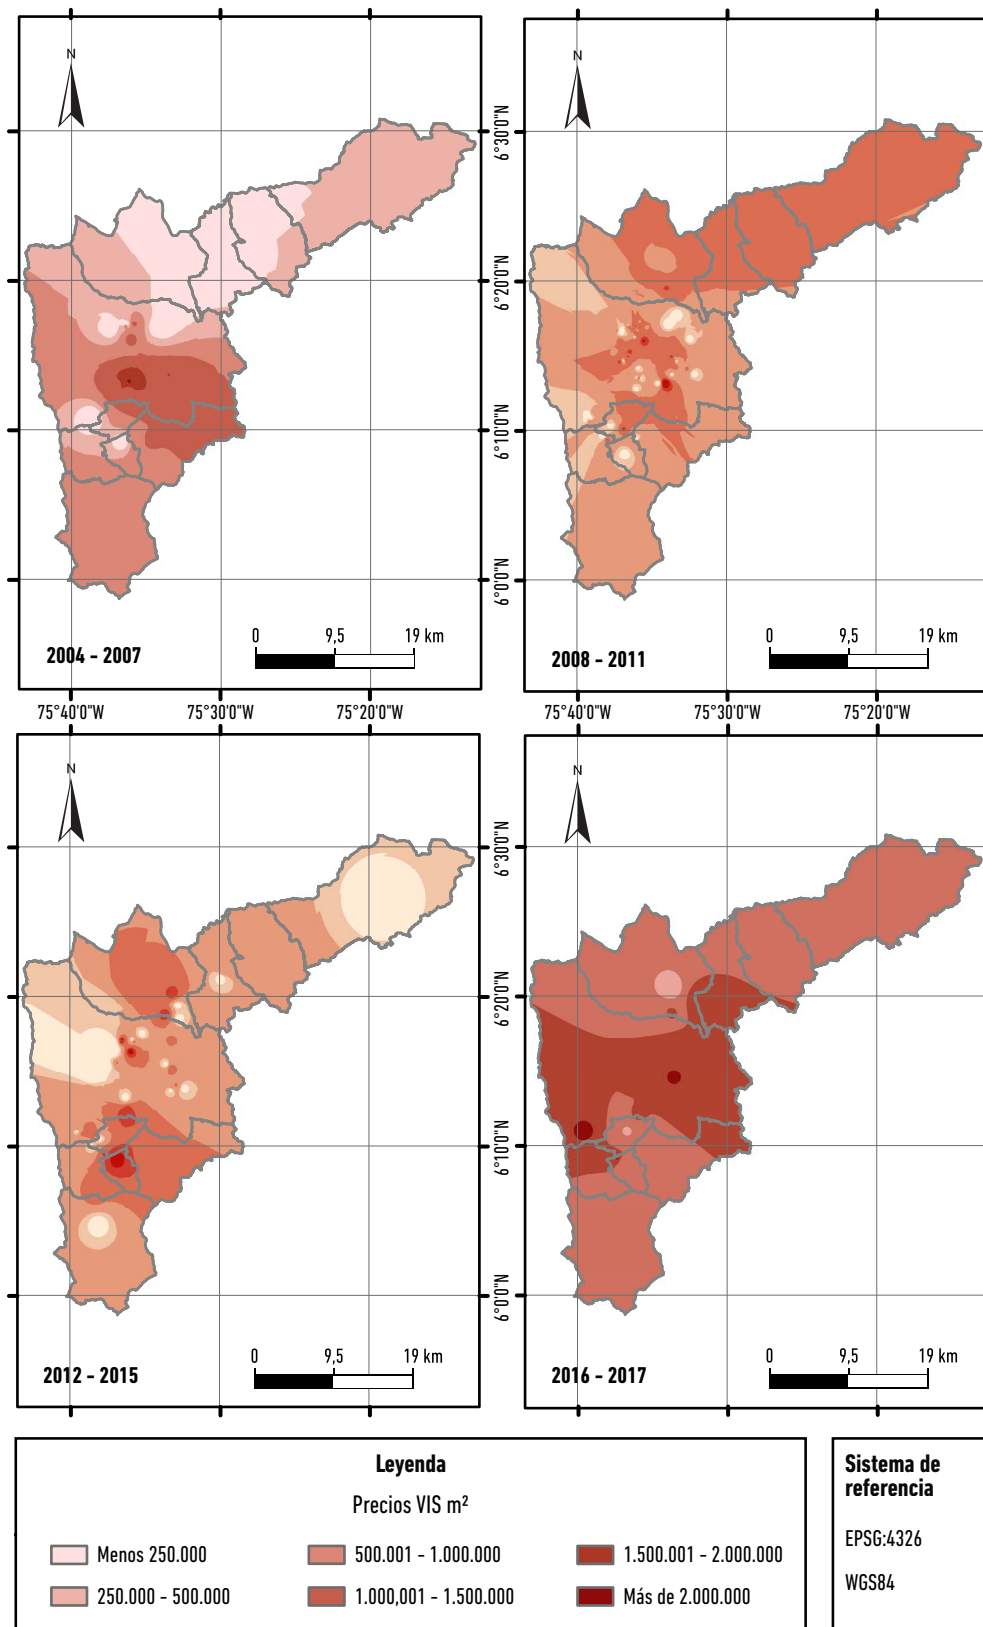 N
N
6°30'0"N
6°20'0"N
6°10'0"N
6°0'0"N
0 9,5 19 km
2004 - 2007
0 9,5 19 km
2008 - 2011
75°40'0"W 75°30'0"W 75°20'0"W
75°40'0"W 75°30'0"W 75°20'0"W
N
N
6°30'0"N
6°20'0"N
6°10'0"N
6°0'0"N
0 9,5 19 km
2012 - 2015
0 9,5 19 km
2016 - 2017
Leyenda
Precios VIS m²
Menos 250.000
500.001 - 1.000.000
1.500.001 - 2.000.000
250.000 - 500.000
1.000,001 - 1.500.000
Más de 2.000.000
Sistema de
referencia
EPSG:4326
WGS84